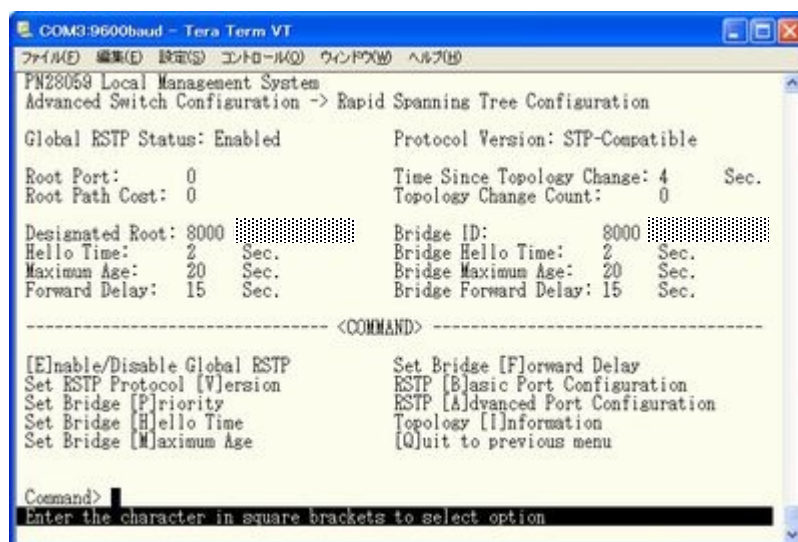 COM3:9600baud - Tera Term VT
ファイル(F) 編集(E) 設定(S) コントロール(O) ウィンドウ(W) ヘルプ(H)
PN28059 Local Management System
Advanced Switch Configuration -> Rapid Spanning Tree Configuration
Global RSTP Status: Enabled Protocol Version: STP-Compatible
Root Port: 0 Time Since Topology Change: 4 Sec.
Root Path Cost: 0 Topology Change Count: 0
Designated Root: 8000 Bridge ID: 8000
Hello Time: 2 Sec. Bridge Hello Time: 2 Sec.
Maximum Age: 20 Sec. Bridge Maximum Age: 20 Sec.
Forward Delay: 15 Sec. Bridge Forward Delay: 15 Sec.
-------------------------------- <COMMAND> -----------------------------------
[E]nable/Disable Global RSTP Set Bridge [F]orward Delay
Set RSTP Protocol [V]ersion RSTP [B]asic Port Configuration
Set Bridge [P]riority RSTP [A]dvanced Port Configuration
Set Bridge [H]ello Time Topology [I]nformation
Set Bridge [M]aximum Age [Q]uit to previous menu
Command>
Enter the character in square brackets to select option